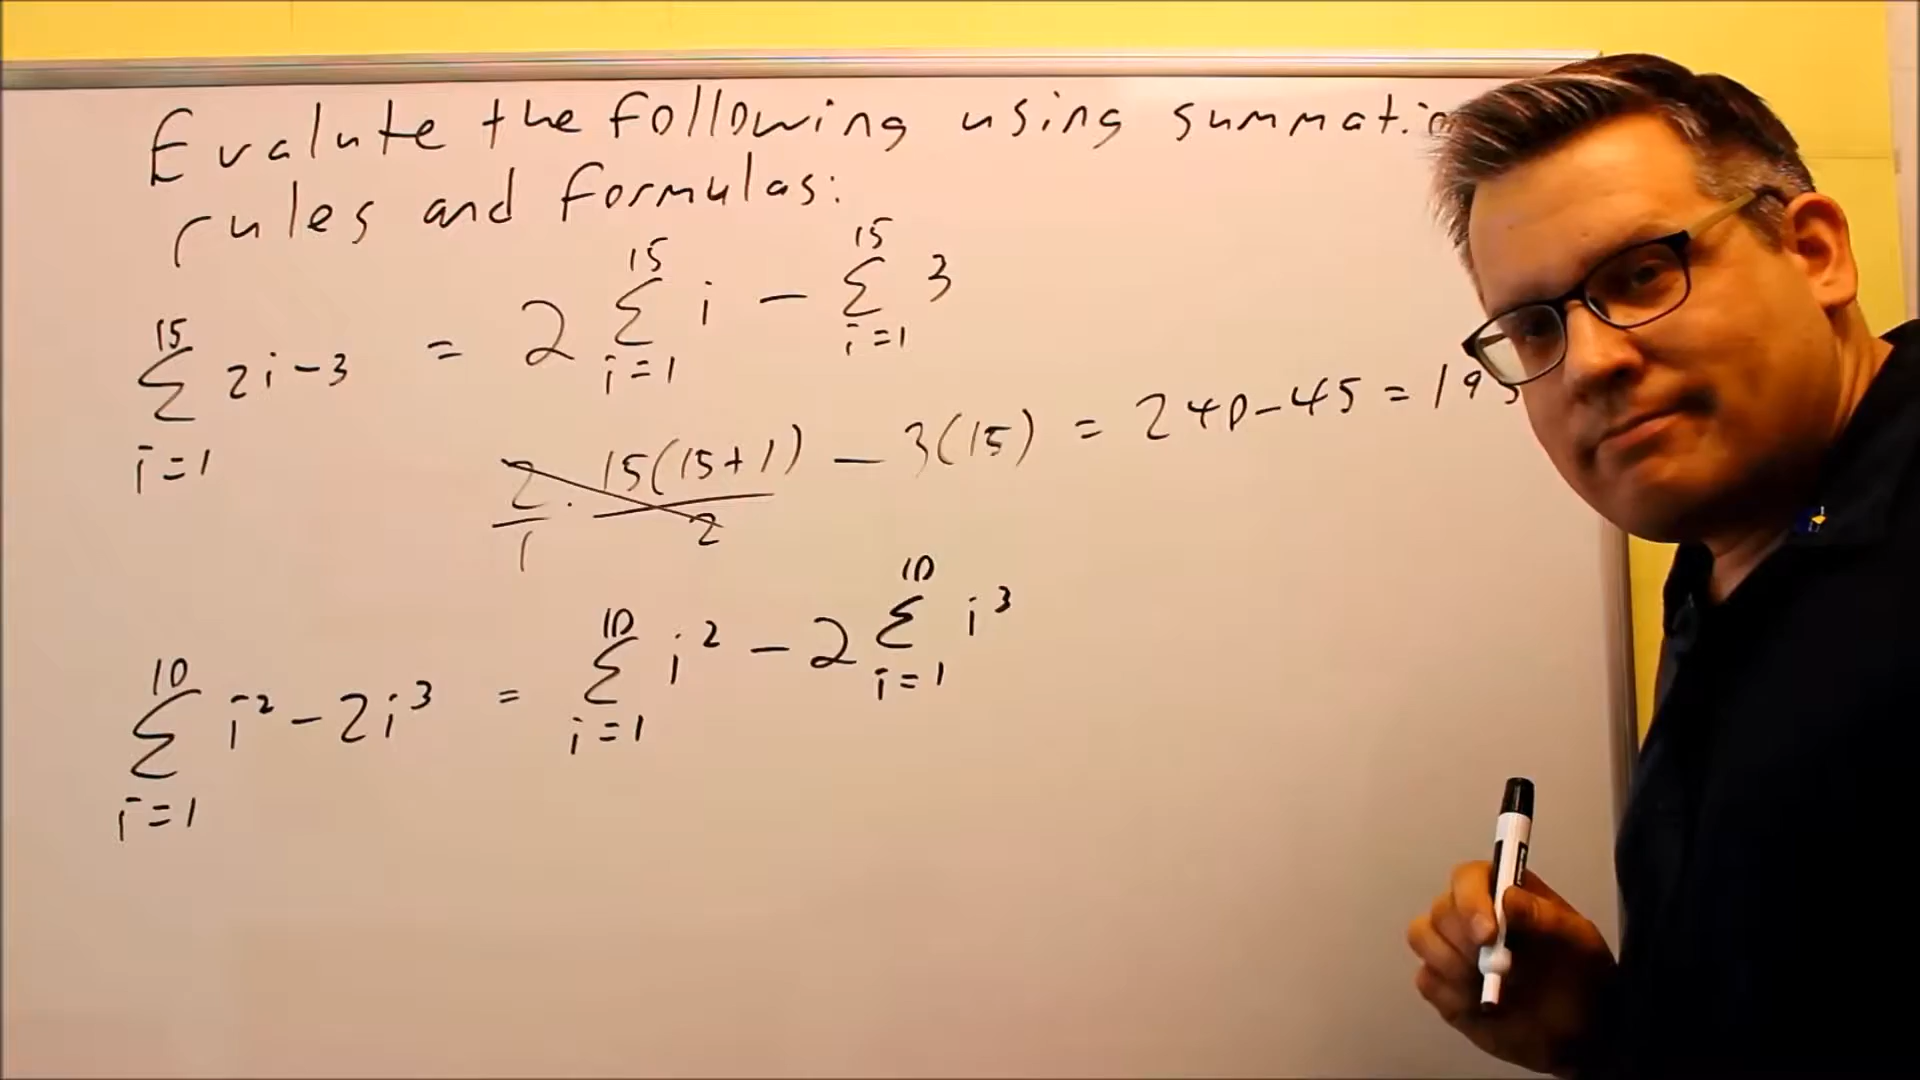 Evalute the following using summatio
rules and formulas:
15 ∑ i=1 2i-3 = 2 15 ∑ i=1 i - 15 ∑ i=1 3
2/1 · 15(15+1)/2 - 3(15) = 240-45 = 195
10 ∑ i=1 i² - 2i³ = 10 ∑ i=1 i² - 2 10 ∑ i=1 i³